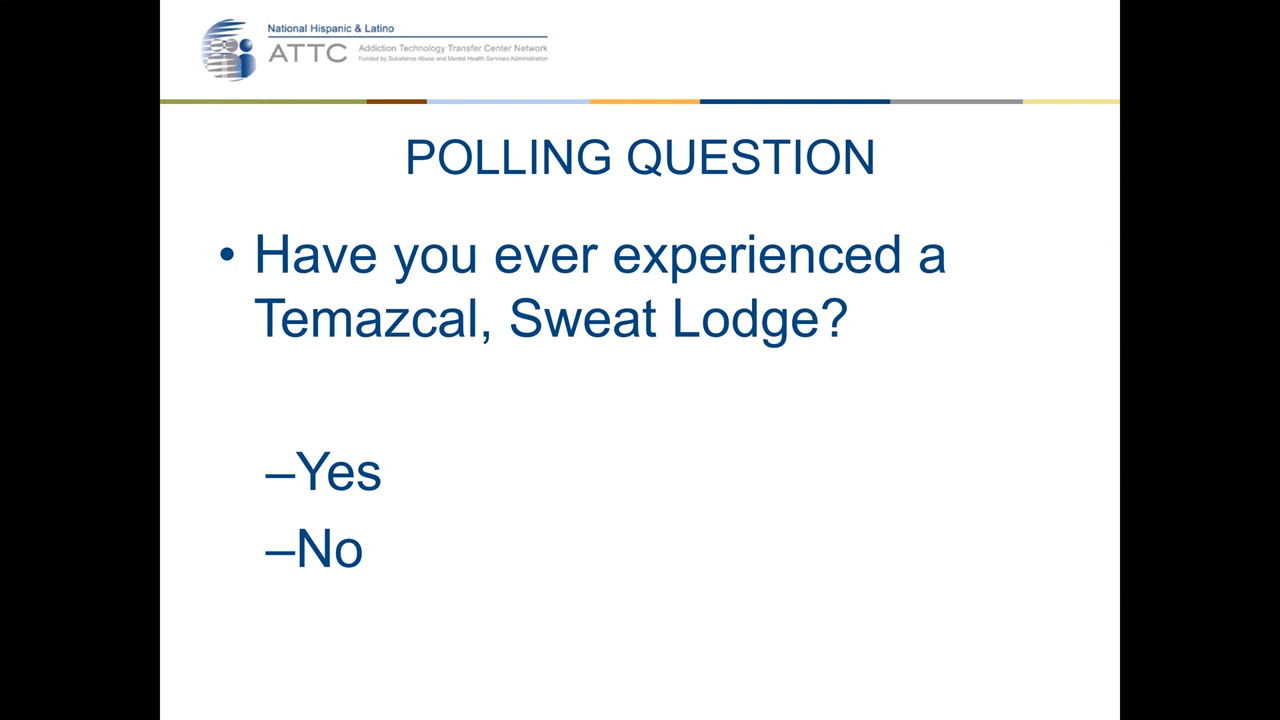 National Hispanic & Latino
ATTC
Addiction Technology Transfer Center Network
Funded by Substance Abuse and Mental Health Services Administration
POLLING QUESTION
• Have you ever experienced a
Temazcal, Sweat Lodge?
–Yes
–No